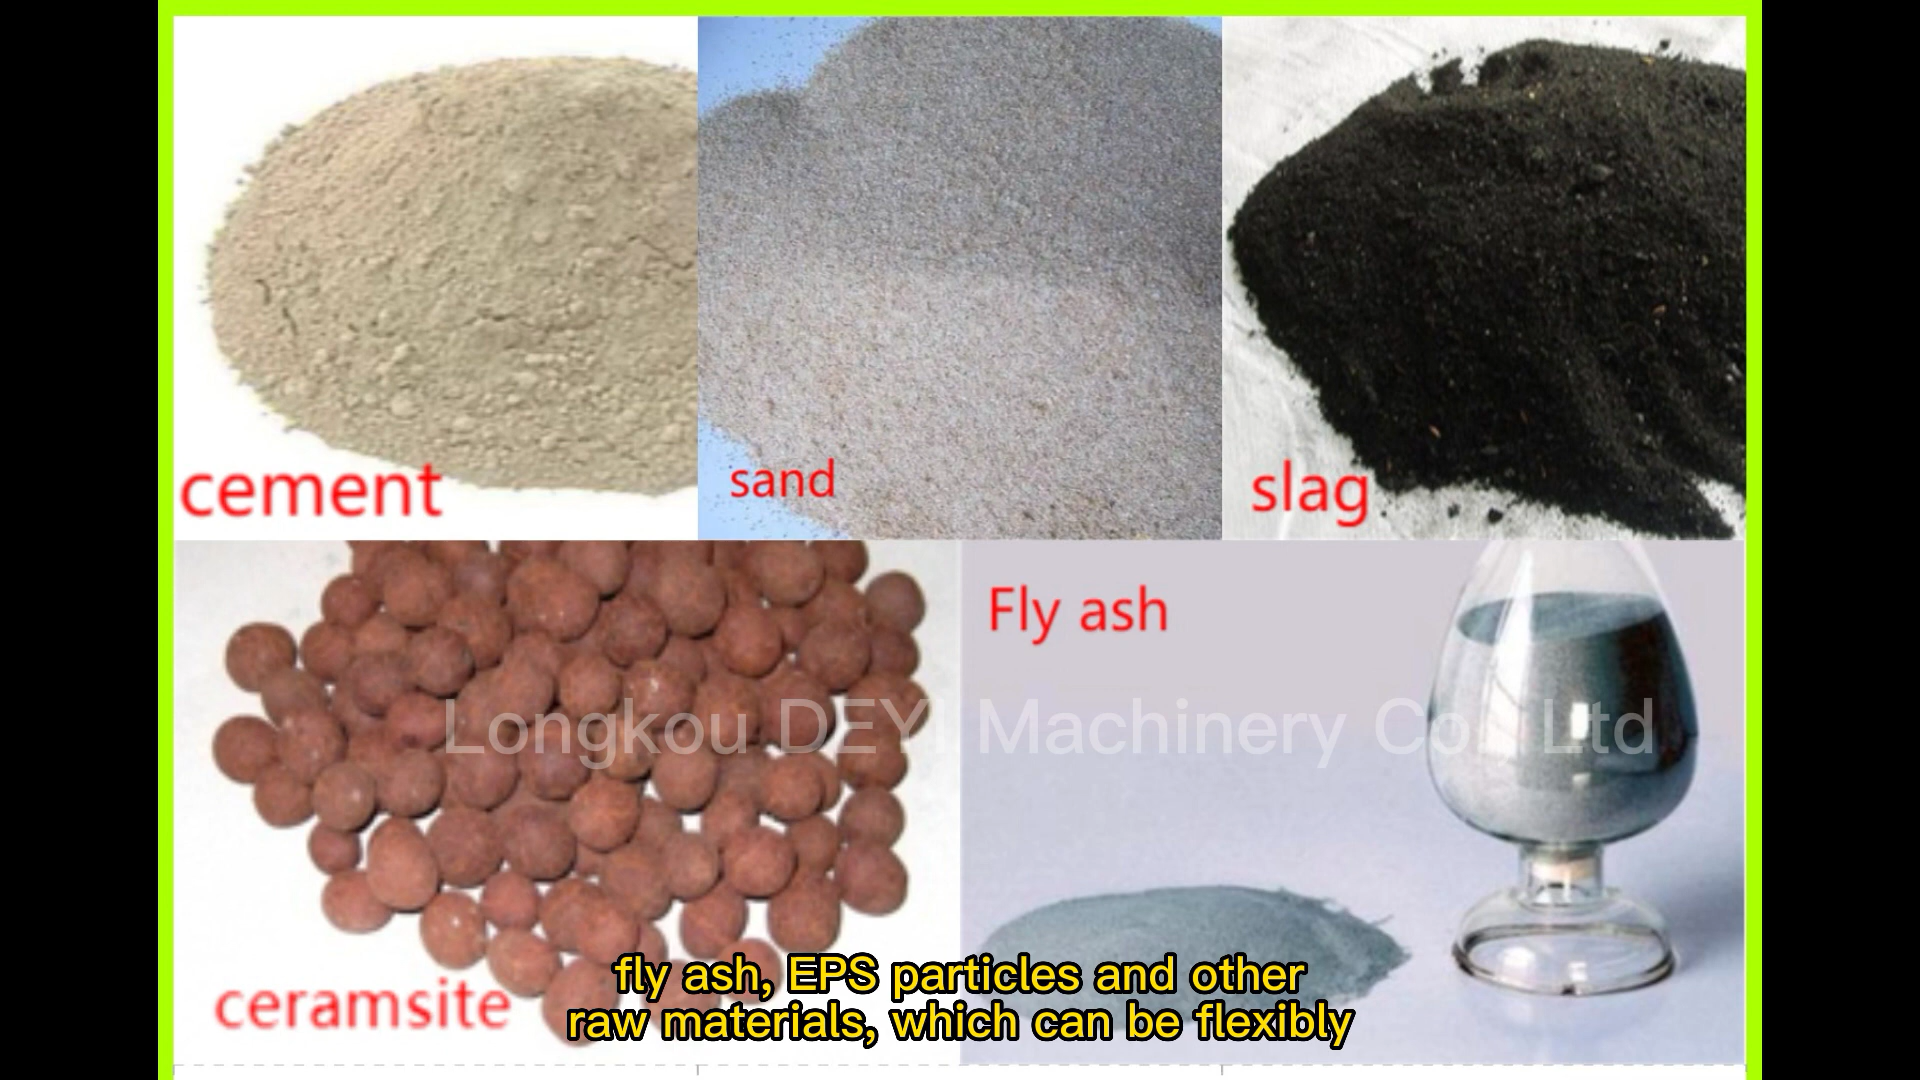 cement
sand
slag
Fly ash
Longkou DEYI Machinery Co., Ltd
ceramsite
fly ash, EPS particles and other
raw materials, which can be flexibly